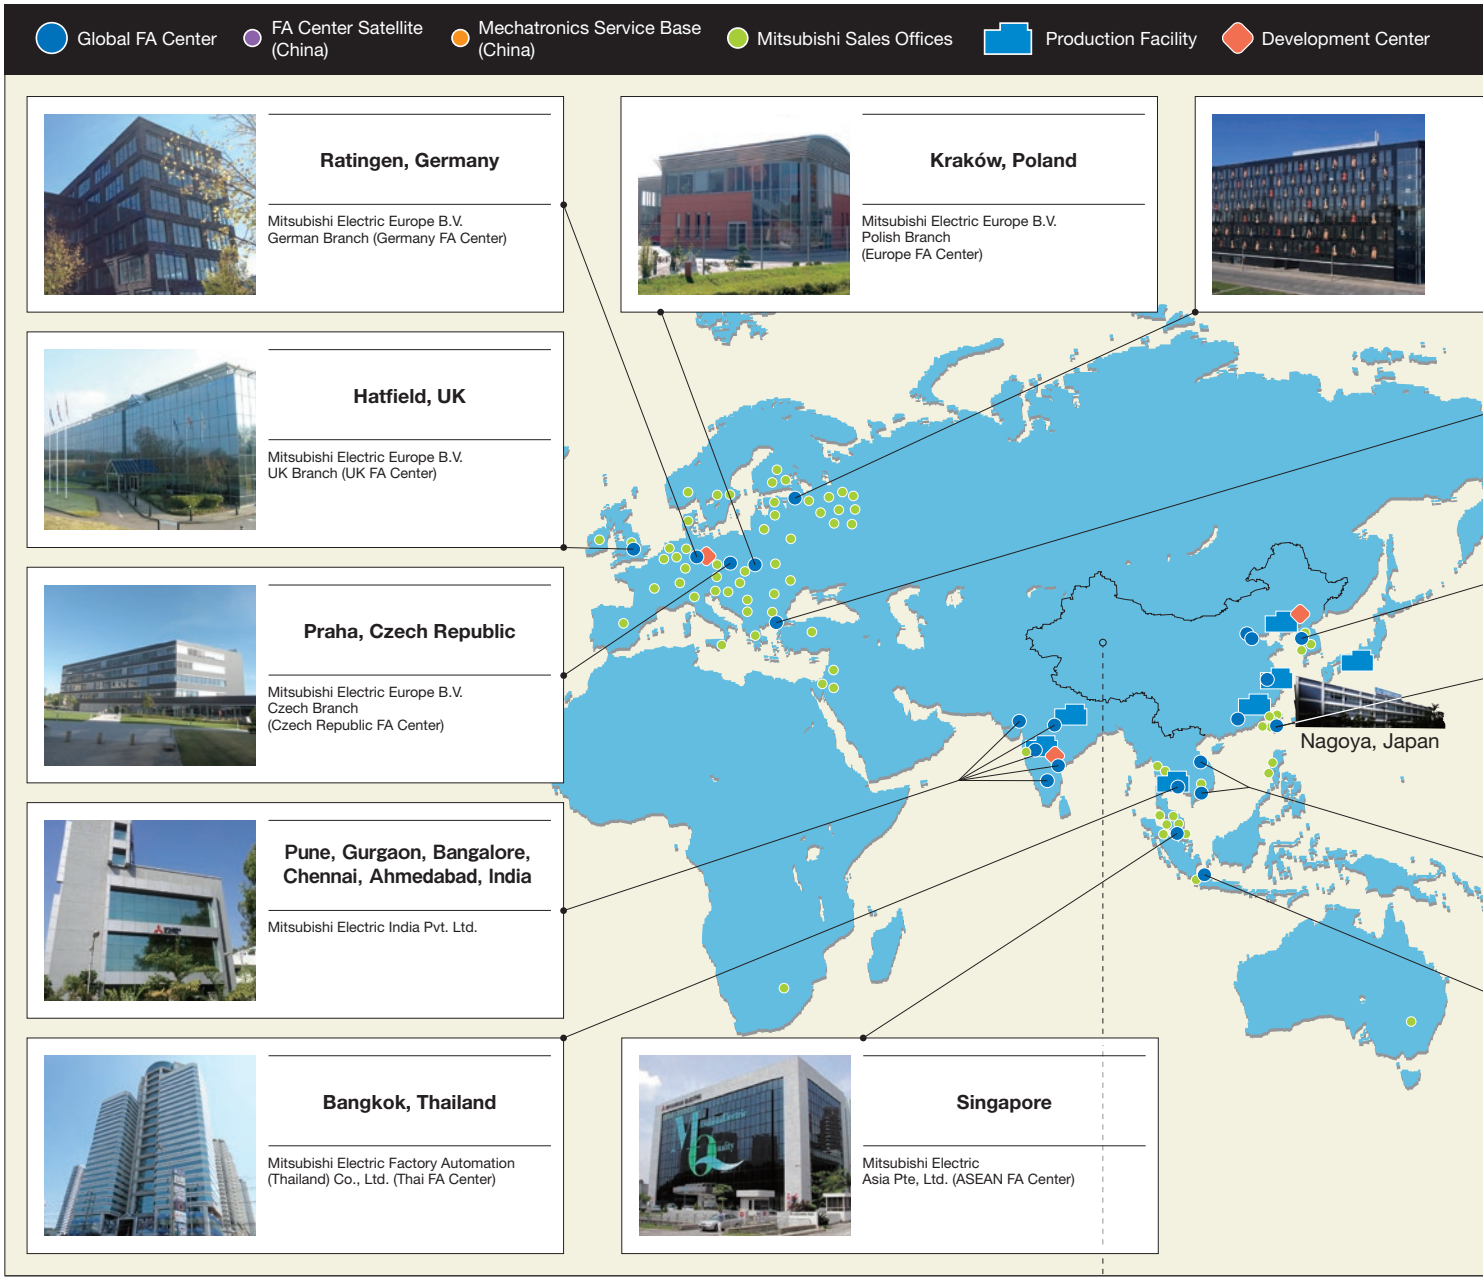 Global FA Center
FA Center Satellite
(China)
Mechatronics Service Base
(China)
Mitsubishi Sales Offices
Production Facility
Development Center
Ratingen, Germany
Mitsubishi Electric Europe B.V.
German Branch (Germany FA Center)
Kraków, Poland
Mitsubishi Electric Europe B.V.
Polish Branch
(Europe FA Center)
Hatfield, UK
Mitsubishi Electric Europe B.V.
UK Branch (UK FA Center)
Praha, Czech Republic
Mitsubishi Electric Europe B.V.
Czech Branch
(Czech Republic FA Center)
Nagoya, Japan
Pune, Gurgaon, Bangalore,
Chennai, Ahmedabad, India
Mitsubishi Electric India Pvt. Ltd.
Bangkok, Thailand
Mitsubishi Electric Factory Automation
(Thailand) Co., Ltd. (Thai FA Center)
Singapore
Mitsubishi Electric
Asia Pte, Ltd. (ASEAN FA Center)